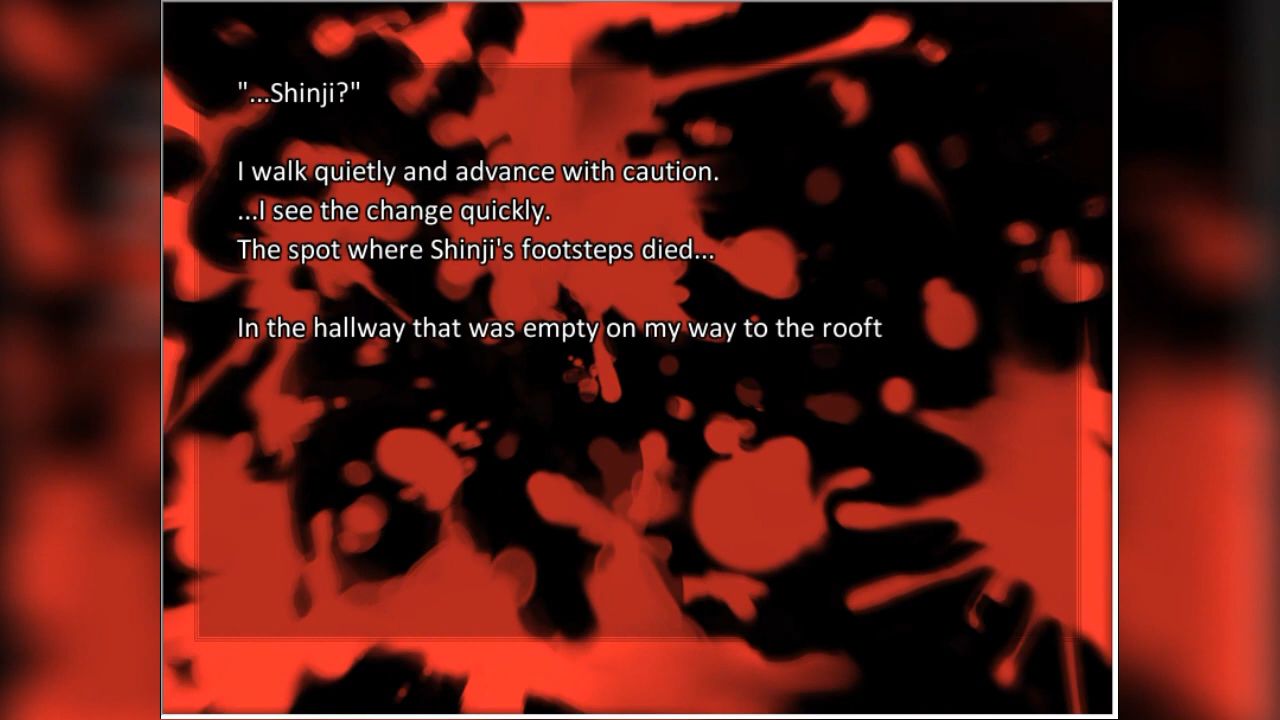 "...Shinji?"
I walk quietly and advance with caution.
...I see the change quickly.
The spot where Shinji's footsteps died...
In the hallway that was empty on my way to the rooft